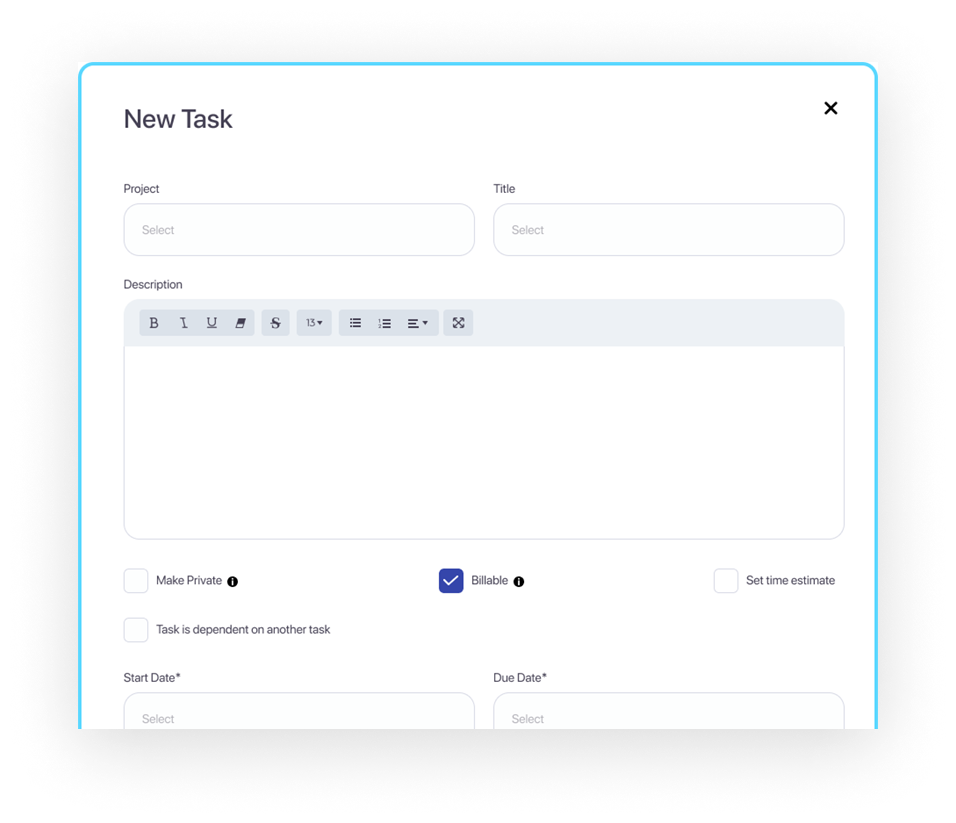 New Task
Project Title
Select Select
Description
B I U S 13
Make Private Billable Set time estimate
Task is dependent on another task
Start Date* Due Date*
Select Select